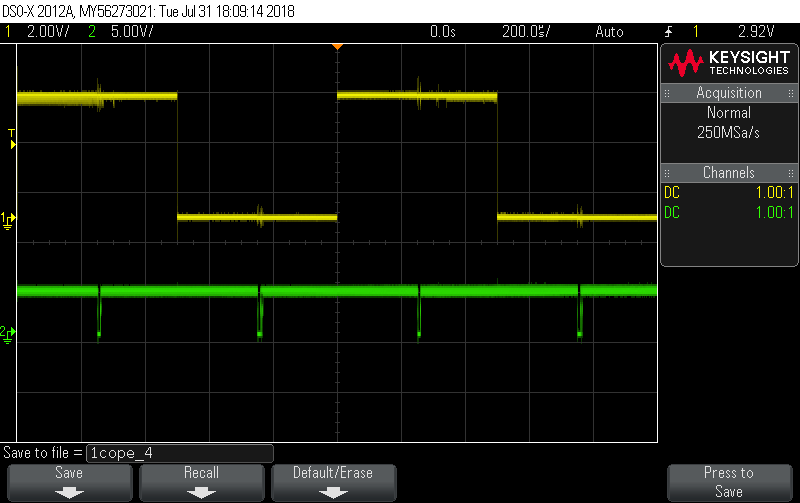 DSO-X 2012A, MY56273021: Tue Jul 31 18:09:14 2018
1 2.00V/ 2 5.00V/ 0.0s 200.0㎲/ Auto 1 2.92V
KEYSIGHT
TECHNOLOGIES
Acquisition
Normal
250MSa/s
Channels
DC 1.00:1
DC 1.00:1
T
1
2
Save to file = 1cope_4
Save
Recall
Default/Erase
Press to
Save